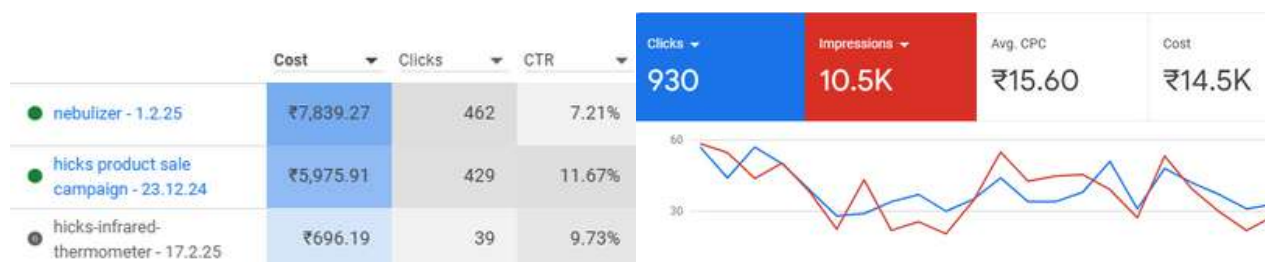 Cost Clicks CTR
nebulizer - 1.2.25 ₹7,839.27 462 7.21%
hicks product sale
campaign - 23.12.24 ₹5,975.91 429 11.67%
hicks-infrared-
thermometer - 17.2.25 ₹696.19 39 9.73%
Clicks Impressions Avg. CPC Cost
930 10.5K ₹15.60 ₹14.5K
60
30